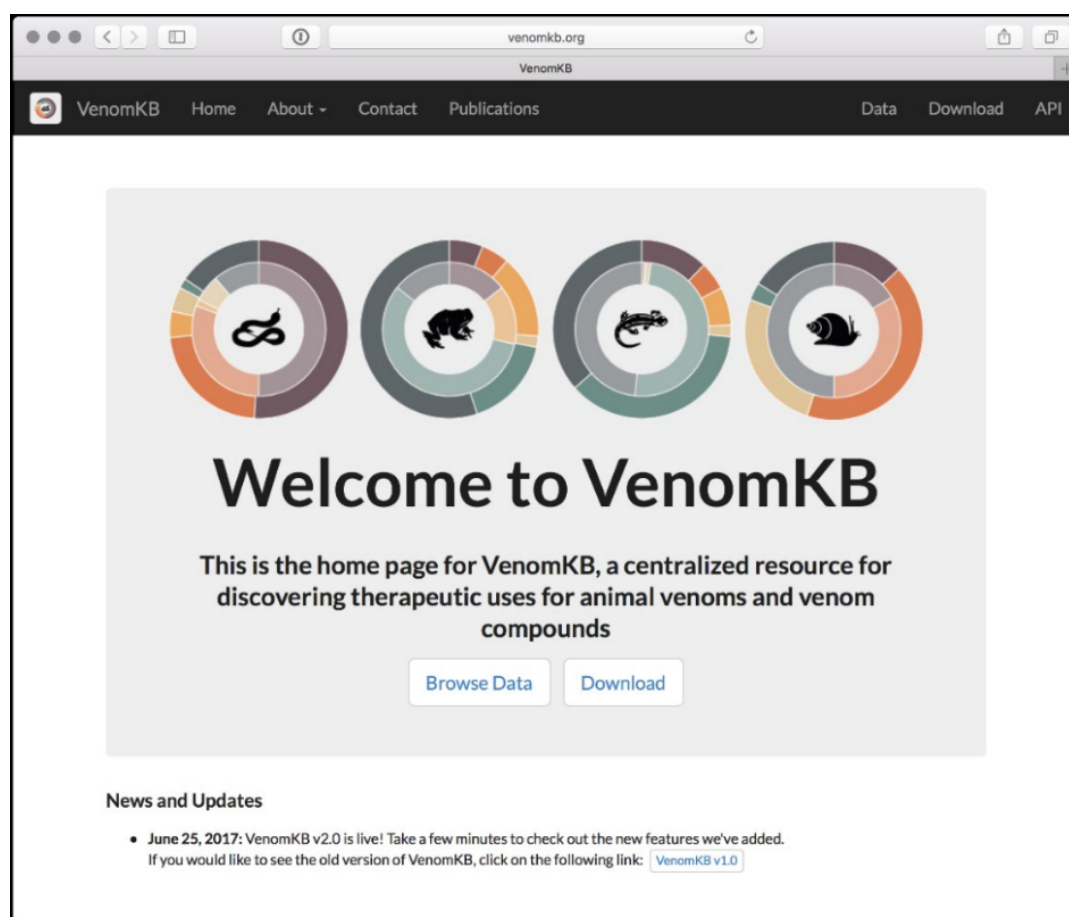 venomkb.org
VenomKB
VenomKB Home About Contact Publications Data Download API
Welcome to VenomKB
This is the home page for VenomKB, a centralized resource for
discovering therapeutic uses for animal venoms and venom
compounds
Browse Data Download
News and Updates
• June 25, 2017: VenomKB v2.0 is live! Take a few minutes to check out the new features we've added.
If you would like to see the old version of VenomKB, click on the following link: VenomKB v1.0